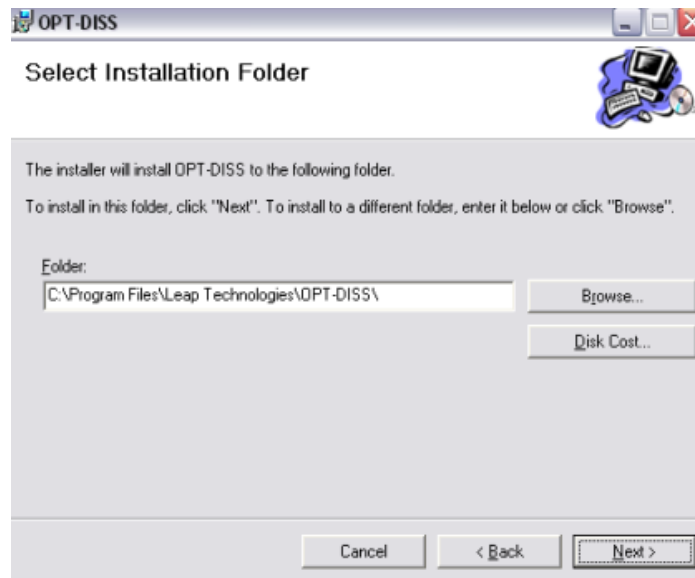 OPT-DISS
Select Installation Folder
The installer will install OPT-DISS to the following folder.
To install in this folder, click "Next". To install to a different folder, enter it below or click "Browse".
Folder:
C:\Program Files\Leap Technologies\OPT-DISS\
Browse...
Disk Cost...
Cancel
< Back
Next >